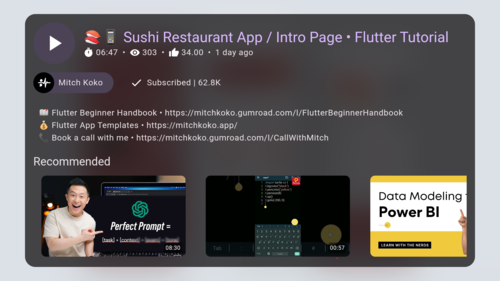 🍣📱 Sushi Restaurant App / Intro Page • Flutter Tutorial
06:47 • 303 • 34.00 • 1 day ago
Mitch Koko
Subscribed | 62.8K
📖 Flutter Beginner Handbook • https://mitchkoko.gumroad.com/l/FlutterBeginnerHandbook
💰 Flutter App Templates • https://mitchkoko.app/
📞 Book a call with me • https://mitchkoko.gumroad.com/l/CallWithMitch
Recommended
Perfect Prompt =
[task] + [context]
08:30
00:57
Data Modeling
Power BI
LEARN WITH THE NERDS